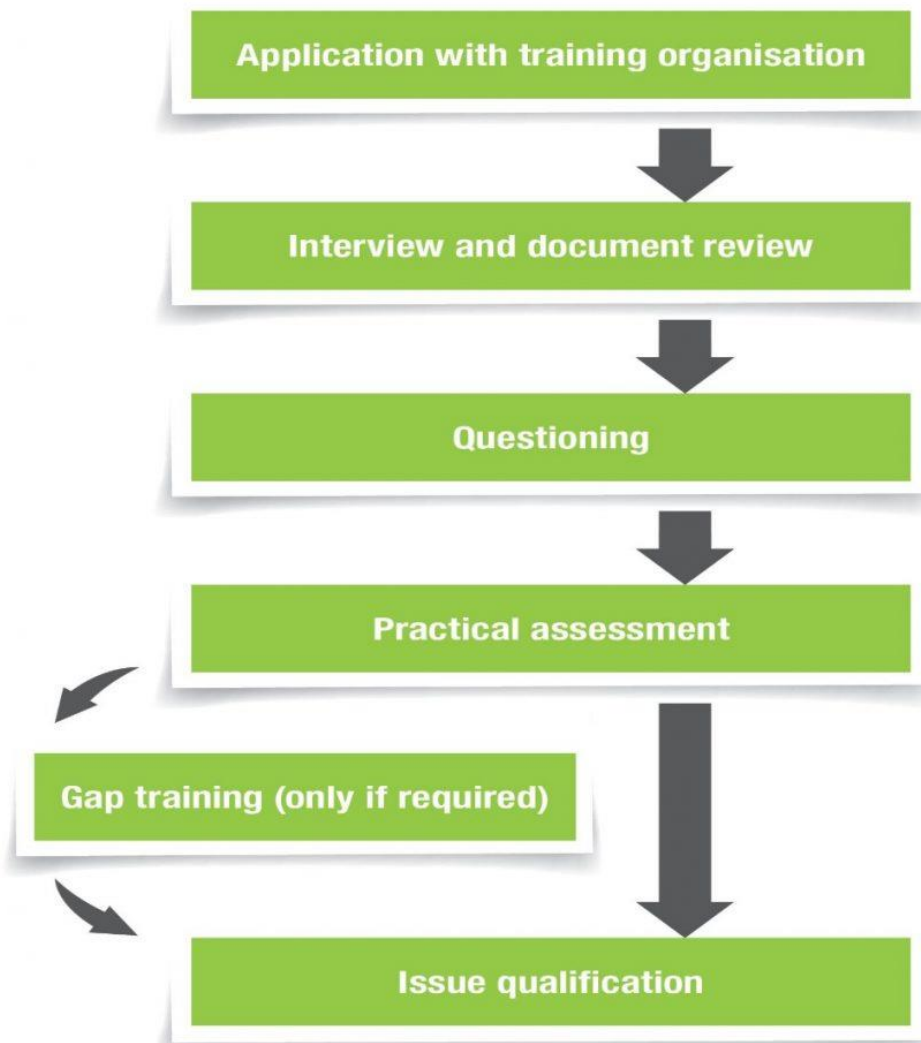 Application with training organisation
Interview and document review
Questioning
Practical assessment
Gap training (only if required)
Issue qualification